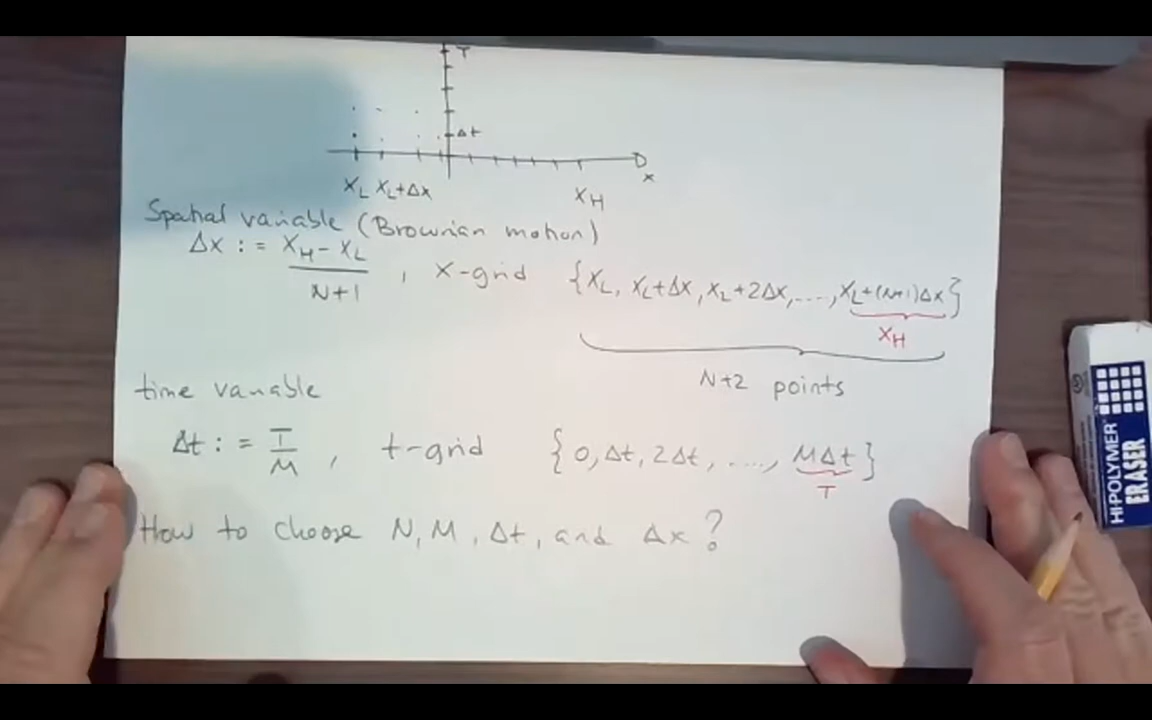 T
Δt
x
X_L X_L+Δx X_H
Spatial variable (Brownian motion)
Δx := (X_H - X_L)/(N+1) , X-grid {X_L, X_L+Δx, X_L+2Δx, ...., X_L+(N+1)Δx}
X_H
N+2 points
time variable
Δt := T/M , t-grid {0, Δt, 2Δt, ...., MΔt}
T
How to choose N, M, Δt, and Δx?
HI-POLYMER
ERASER